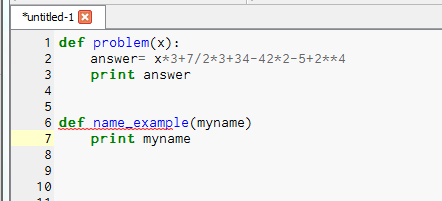 *untitled-1
1 def problem(x):
2     answer= x*3+7/2*3+34-42*2-5+2**4
3     print answer
4
5
6 def name_example(myname)
7     print myname
8
9
10